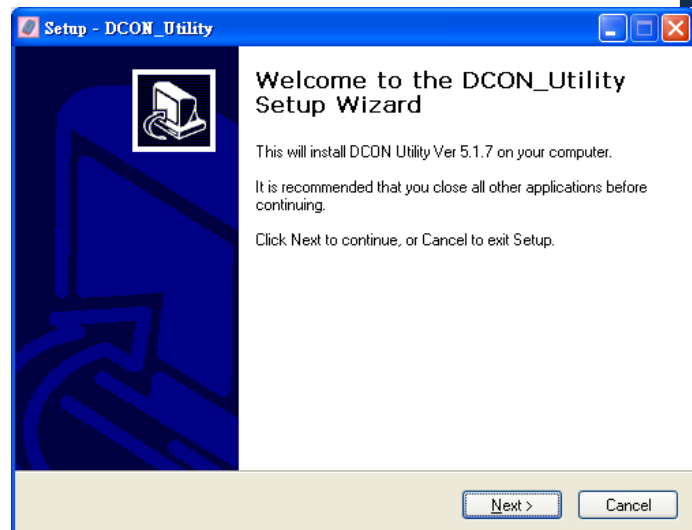 Setup - DCON_Utility
Welcome to the DCON_Utility
Setup Wizard
This will install DCON Utility Ver 5.1.7 on your computer.
It is recommended that you close all other applications before
continuing.
Click Next to continue, or Cancel to exit Setup.
Next >
Cancel